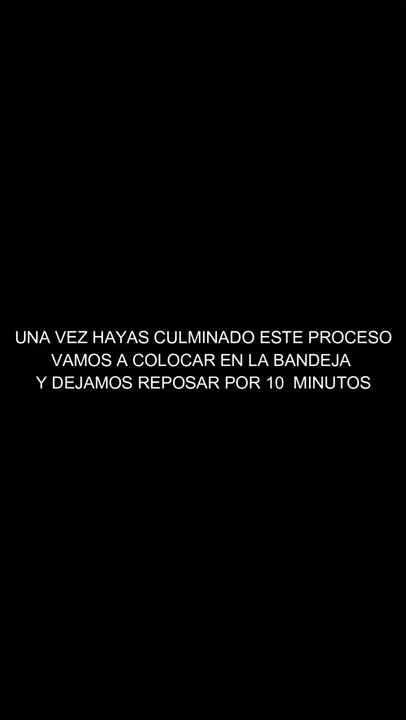 UNA VEZ HAYAS CULMINADO ESTE PROCESO
VAMOS A COLOCAR EN LA BANDEJA
Y DEJAMOS REPOSAR POR 10 MINUTOS